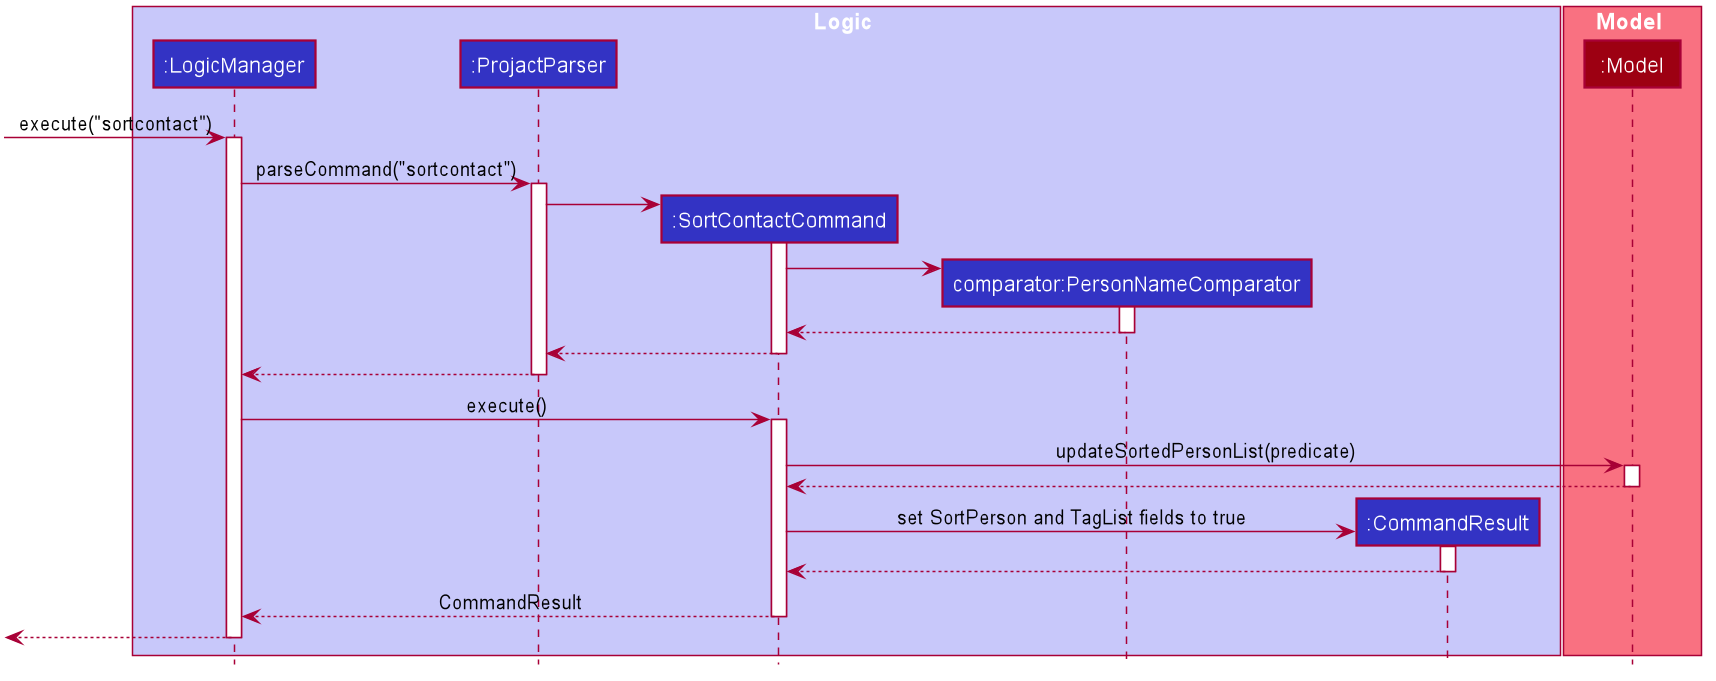 Logic
Model
:LogicManager
:ProjactParser
:Model
execute("sortcontact")
parseCommand("sortcontact")
:SortContactCommand
comparator:PersonNameComparator
execute()
updateSortedPersonList(predicate)
set SortPerson and TagList fields to true
:CommandResult
CommandResult